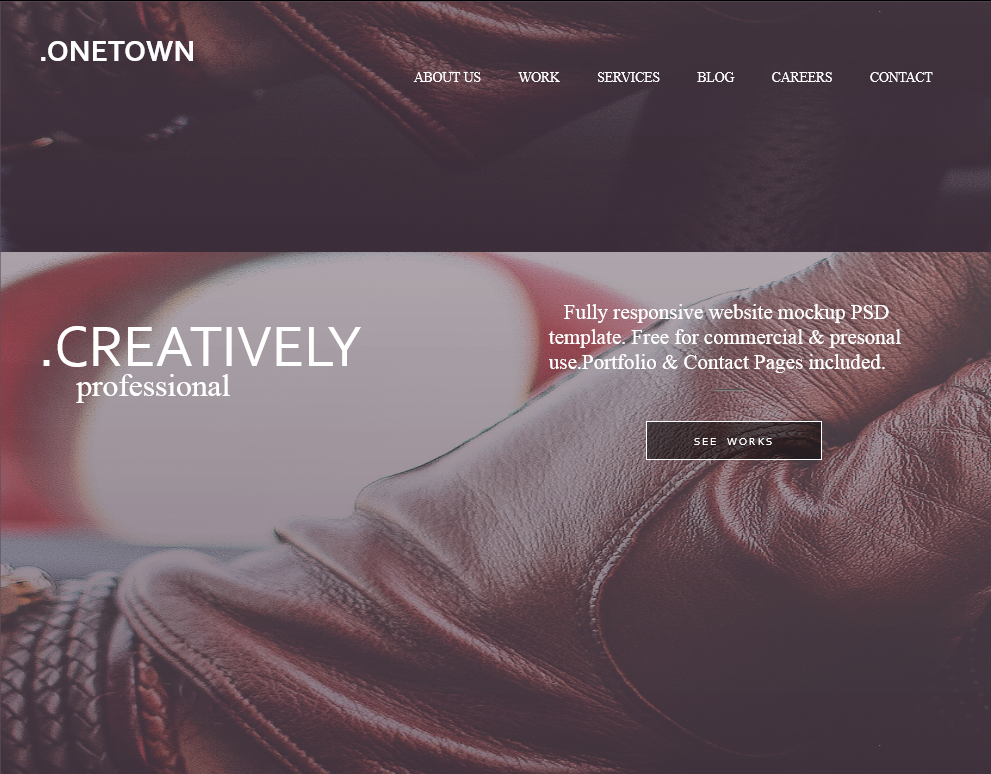 .ONETOWN
ABOUT US WORK SERVICES BLOG CAREERS CONTACT
.CREATIVELY
professional
Fully responsive website mockup PSD
template. Free for commercial & presonal
use.Portfolio & Contact Pages included.
SEE WORKS